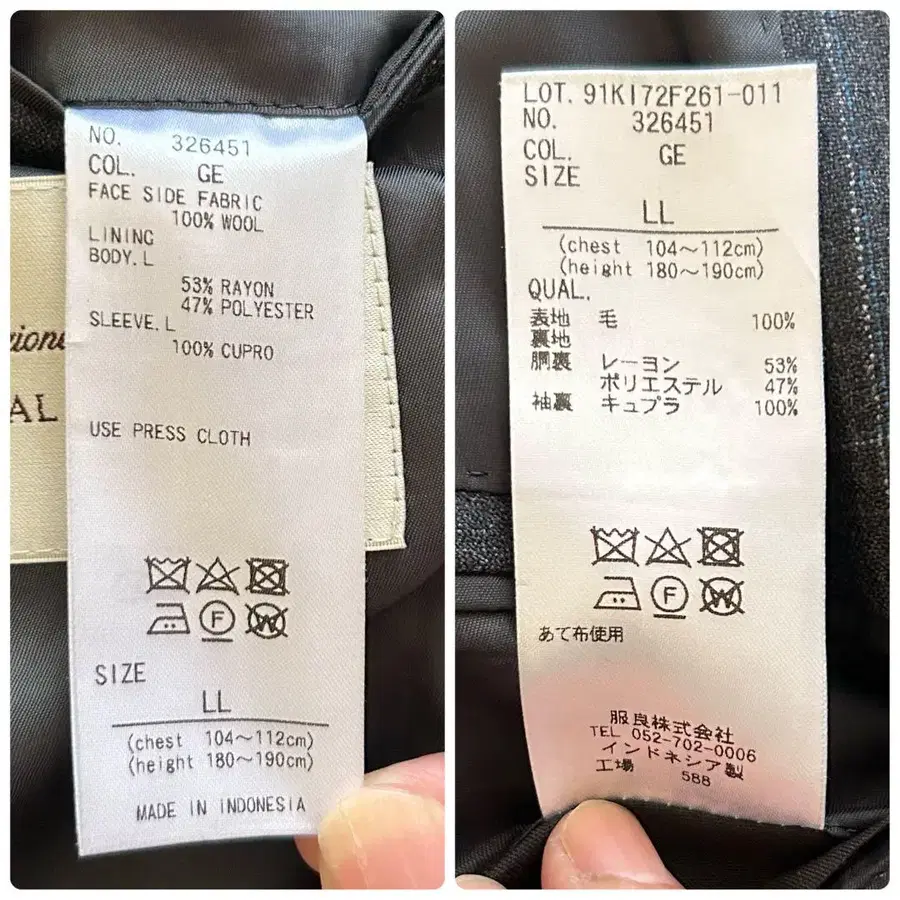 NO. 326451
COL. GE
FACE SIDE FABRIC
100% WOOL
LINING
BODY.L
53% RAYON
47% POLYESTER
SLEEVE.L
100% CUPRO
USE PRESS CLOTH
F
W
SIZE
LL
(chest 104～112cm)
(height 180～190cm)
MADE IN INDONESIA
AL
LOT. 91KI72F261-011
NO. 326451
COL. GE
SIZE
LL
(chest 104～112cm)
(height 180～190cm)
QUAL.
表地 毛 100%
裏地
胴裏 レーヨン 53%
ポリエステル 47%
袖裏 キュプラ 100%
F
W
あて布使用
服良株式会社
TEL 052-702-0006
インドネシア製
工場 588